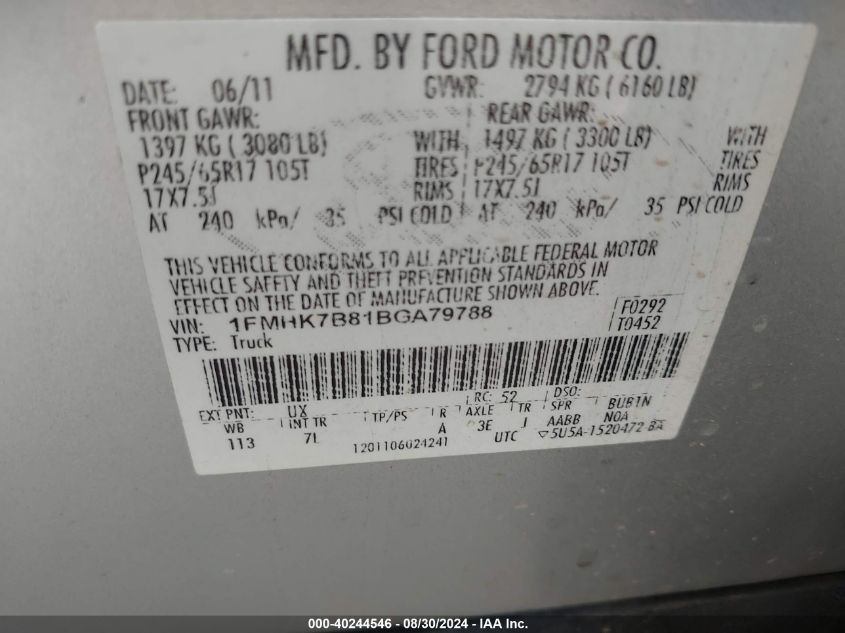 MFD. BY FORD MOTOR CO.
DATE: 06/11 GVWR: 2794 KG ( 6160 LB)
FRONT GAWR: REAR GAWR:
1397 KG ( 3080 LB) WITH 1497 KG ( 3300 LB) WITH
P245/65R17 105T TIRES P245/65R17 105T TIRES
17X7.5J RIMS 17X7.5J RIMS
AT 240 kPa/ 35 PSI COLD AT 240 kPa/ 35 PSI COLD
THIS VEHICLE CONFORMS TO ALL APPLICABLE FEDERAL MOTOR
VEHICLE SAFETY AND THEFT PREVENTION STANDARDS IN
EFFECT ON THE DATE OF MANUFACTURE SHOWN ABOVE.
VIN: 1FMHK7B81BGA79788 F0292
TYPE: Truck T0452
EXT PNT: UX RC: 52 DSO:
WB INT TR TP/PS R AXLE TR SPR BUB1N
113 7L A 3E J AABB N0A
1201106024241 UTC ▽5U5A-1520472-BA
000-40244546 - 08/30/2024 - IAA Inc.